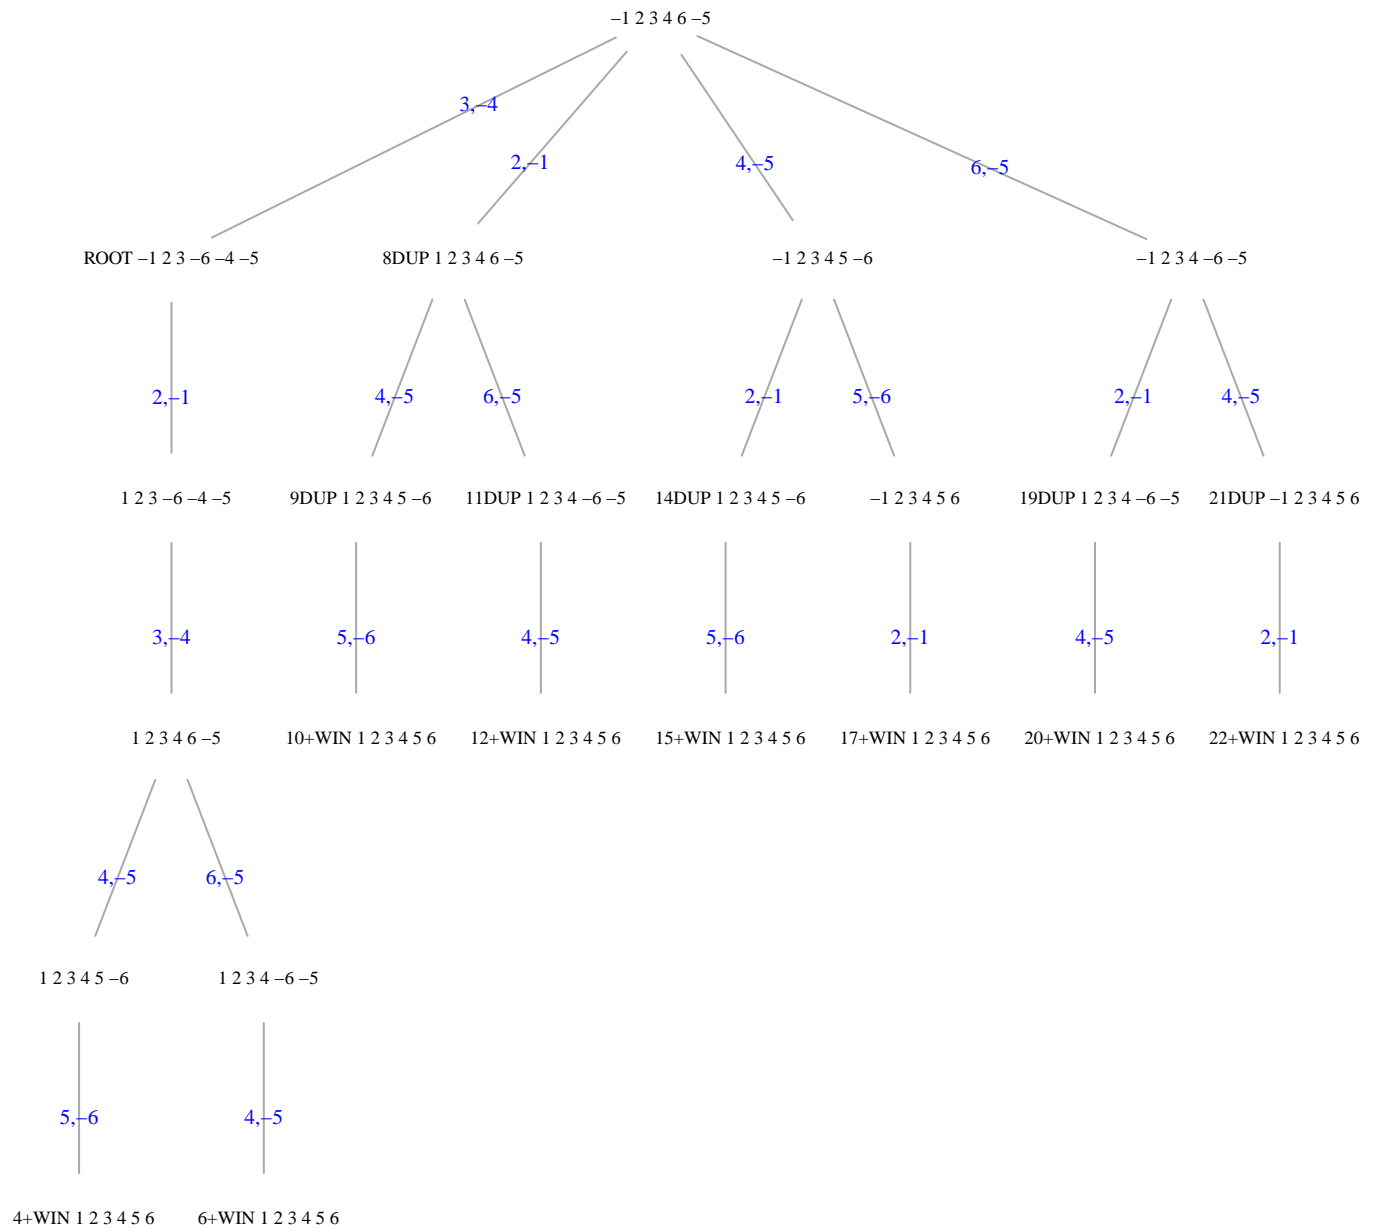 –1 2 3 4 6 –5
3,–4
2,–1
4,–5
6,–5
ROOT –1 2 3 –6 –4 –5
8DUP 1 2 3 4 6 –5
–1 2 3 4 5 –6
–1 2 3 4 –6 –5
2,–1
4,–5
6,–5
2,–1
5,–6
2,–1
4,–5
1 2 3 –6 –4 –5
9DUP 1 2 3 4 5 –6
11DUP 1 2 3 4 –6 –5
14DUP 1 2 3 4 5 –6
–1 2 3 4 5 6
19DUP 1 2 3 4 –6 –5
21DUP –1 2 3 4 5 6
3,–4
5,–6
4,–5
5,–6
2,–1
4,–5
2,–1
1 2 3 4 6 –5
10+WIN 1 2 3 4 5 6
12+WIN 1 2 3 4 5 6
15+WIN 1 2 3 4 5 6
17+WIN 1 2 3 4 5 6
20+WIN 1 2 3 4 5 6
22+WIN 1 2 3 4 5 6
4,–5
6,–5
1 2 3 4 5 –6
1 2 3 4 –6 –5
5,–6
4,–5
4+WIN 1 2 3 4 5 6
6+WIN 1 2 3 4 5 6